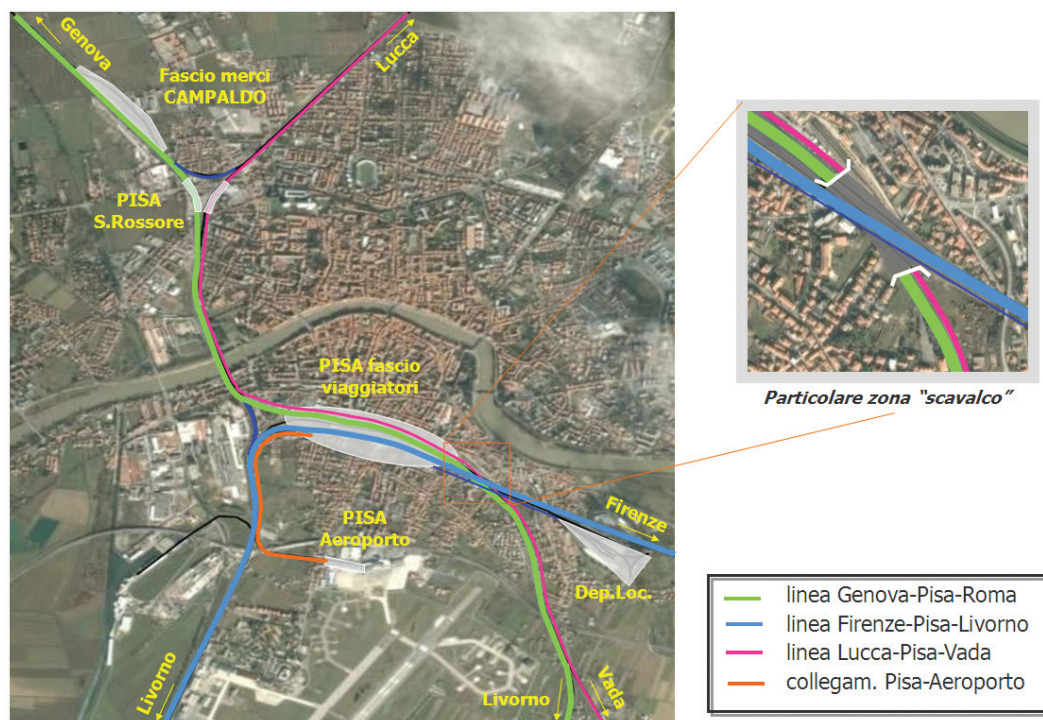 Genova
Lucca
Fascio merci
CAMPALDO
PISA
S.Rossore
PISA fascio
viaggiatori
Particolare zona “scavalco”
PISA
Aeroporto
Firenze
Dep.Loc.
Livorno
Livorno
Vada
linea Genova-Pisa-Roma
linea Firenze-Pisa-Livorno
linea Lucca-Pisa-Vada
collegam. Pisa-Aeroporto